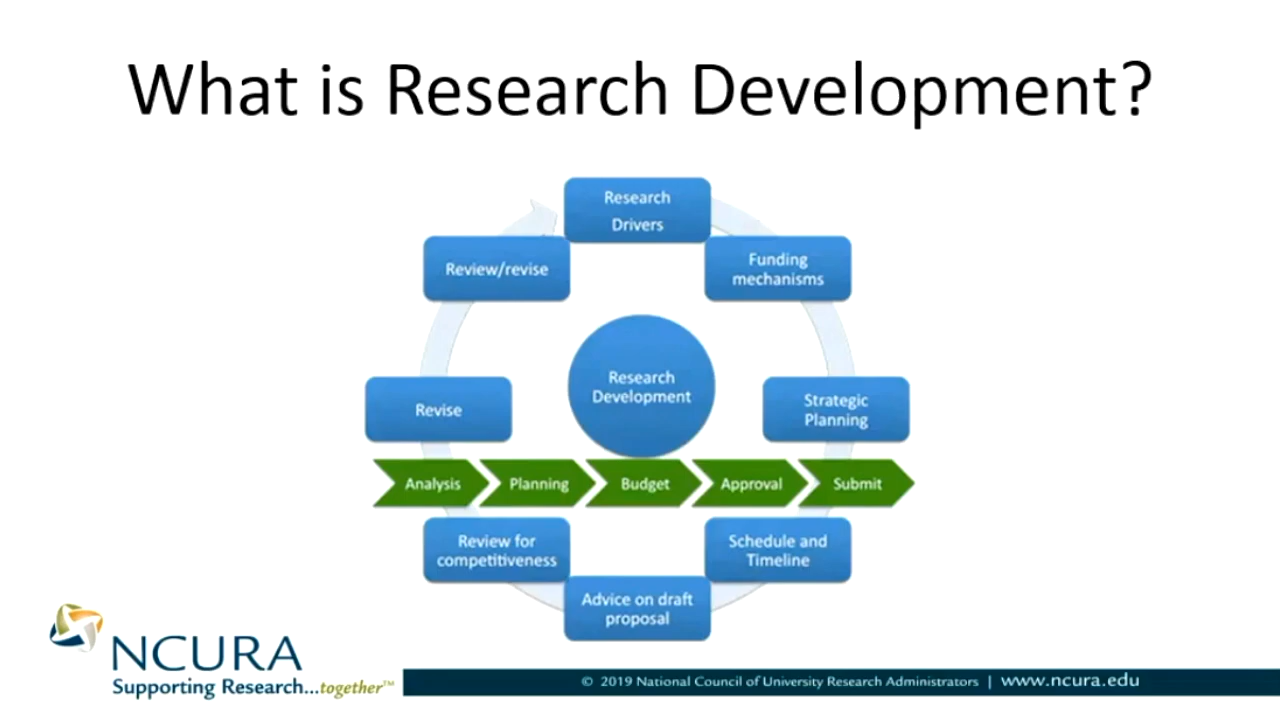 What is Research Development?
Research
Drivers
Funding
mechanisms
Strategic
Planning
Schedule and
Timeline
Advice on draft
proposal
Review for
competitiveness
Revise
Review/revise
Research
Development
Analysis
Planning
Budget
Approval
Submit
NCURA
Supporting Research...together™
© 2019 National Council of University Research Administrators | www.ncura.edu